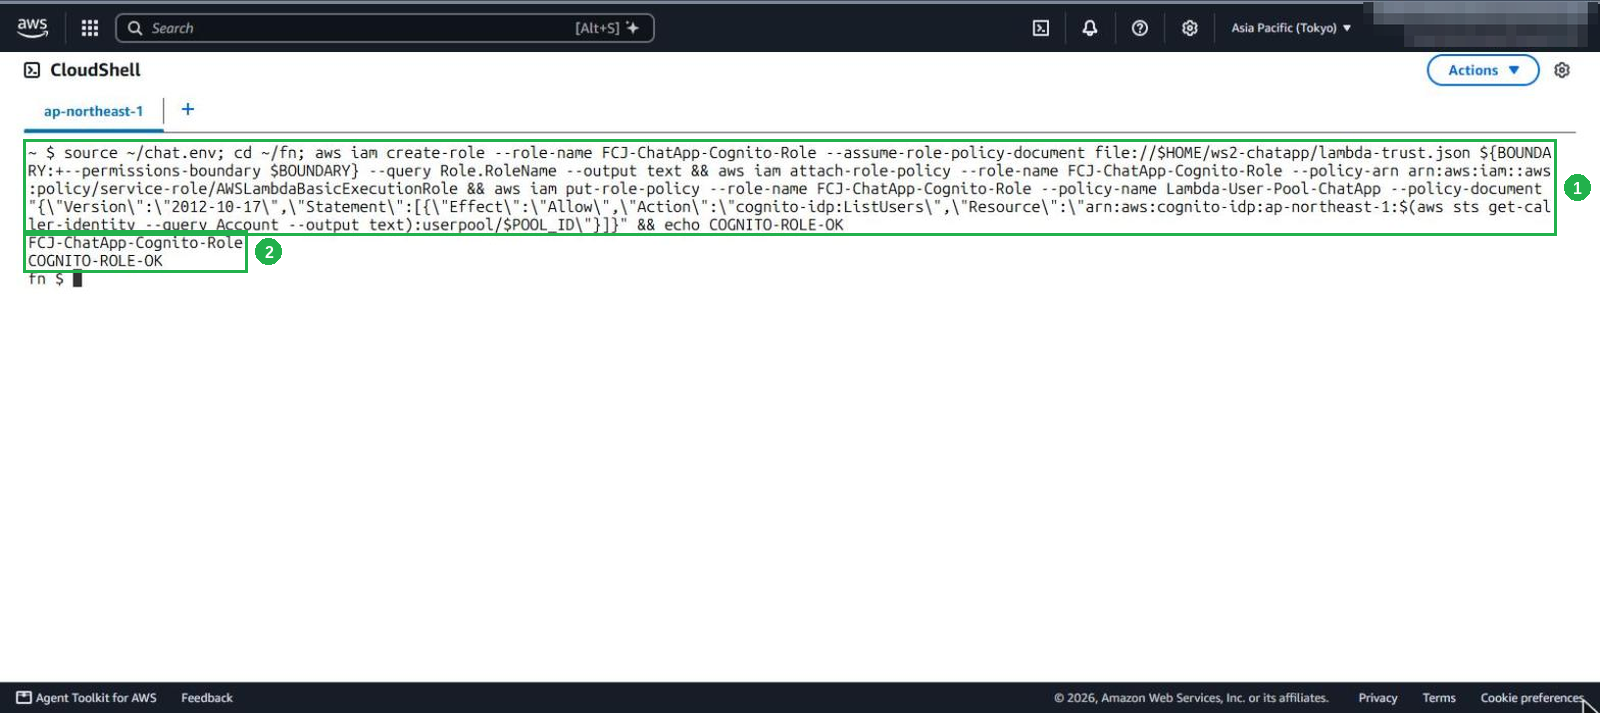 aws
Search
[Alt+S]
Asia Pacific (Tokyo)
CloudShell
Actions
ap-northeast-1
+
~ $ source ~/chat.env; cd ~/fn; aws iam create-role --role-name FCJ-ChatApp-Cognito-Role --assume-role-policy-document file://$HOME/ws2-chatapp/lambda-trust.json ${BOUNDA
RY:+--permissions-boundary $BOUNDARY} --query Role.RoleName --output text && aws iam attach-role-policy --role-name FCJ-ChatApp-Cognito-Role --policy-arn arn:aws:iam::aws
:policy/service-role/AWSLambdaBasicExecutionRole && aws iam put-role-policy --role-name FCJ-ChatApp-Cognito-Role --policy-name Lambda-User-Pool-ChatApp --policy-document
"{\"Version\":\"2012-10-17\",\"Statement\":[{\"Effect\":\"Allow\",\"Action\":\"cognito-idp:ListUsers\",\"Resource\":\"arn:aws:cognito-idp:ap-northeast-1:$(aws sts get-cal
ler-identity --query Account --output text):userpool/$POOL_ID\"}]}" && echo COGNITO-ROLE-OK
1
FCJ-ChatApp-Cognito-Role
COGNITO-ROLE-OK
2
fn $
Agent Toolkit for AWS
Feedback
© 2026, Amazon Web Services, Inc. or its affiliates.
Privacy
Terms
Cookie preferences